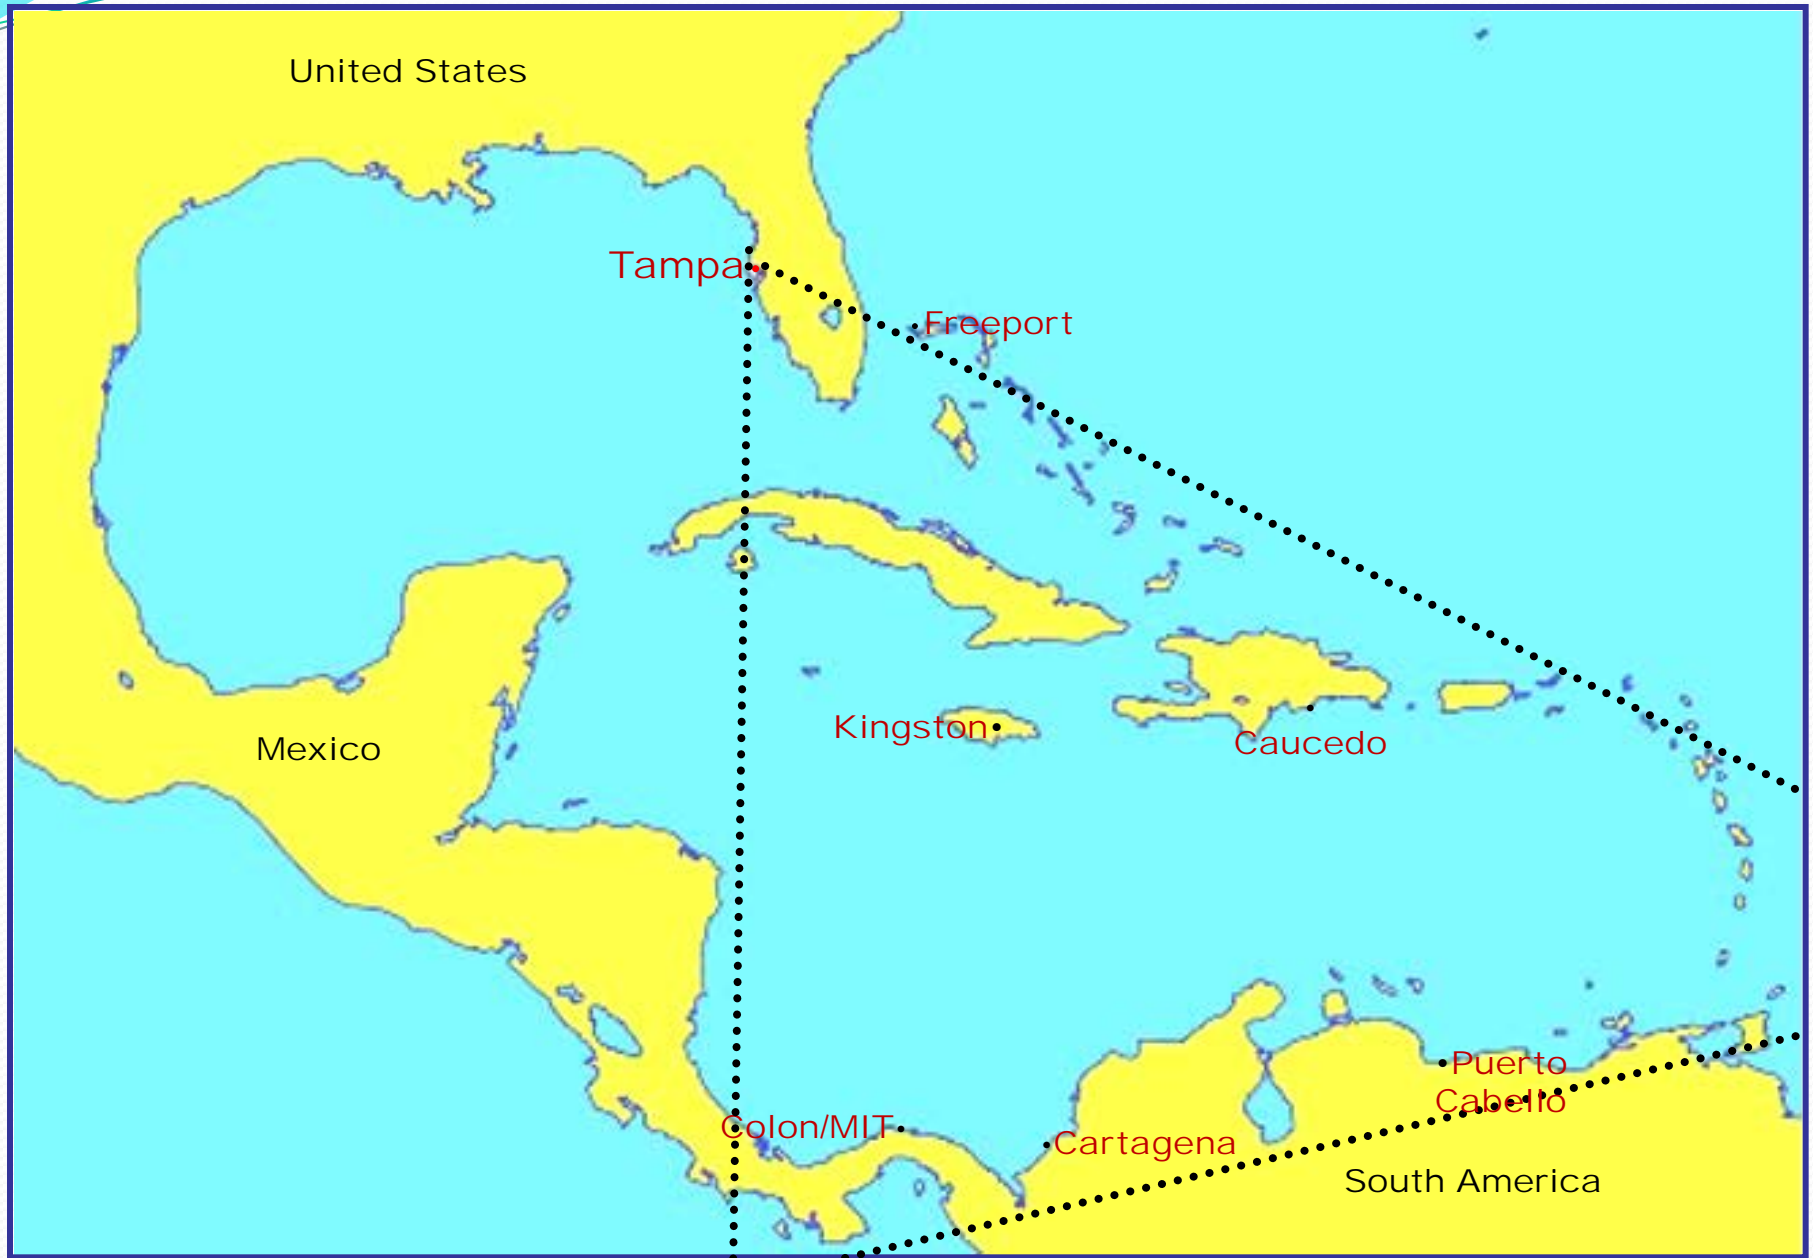 United States
Tampa
Freeport
Kingston
Caucedo
Mexico
Puerto
Cabello
Colon/MIT
Cartagena
South America